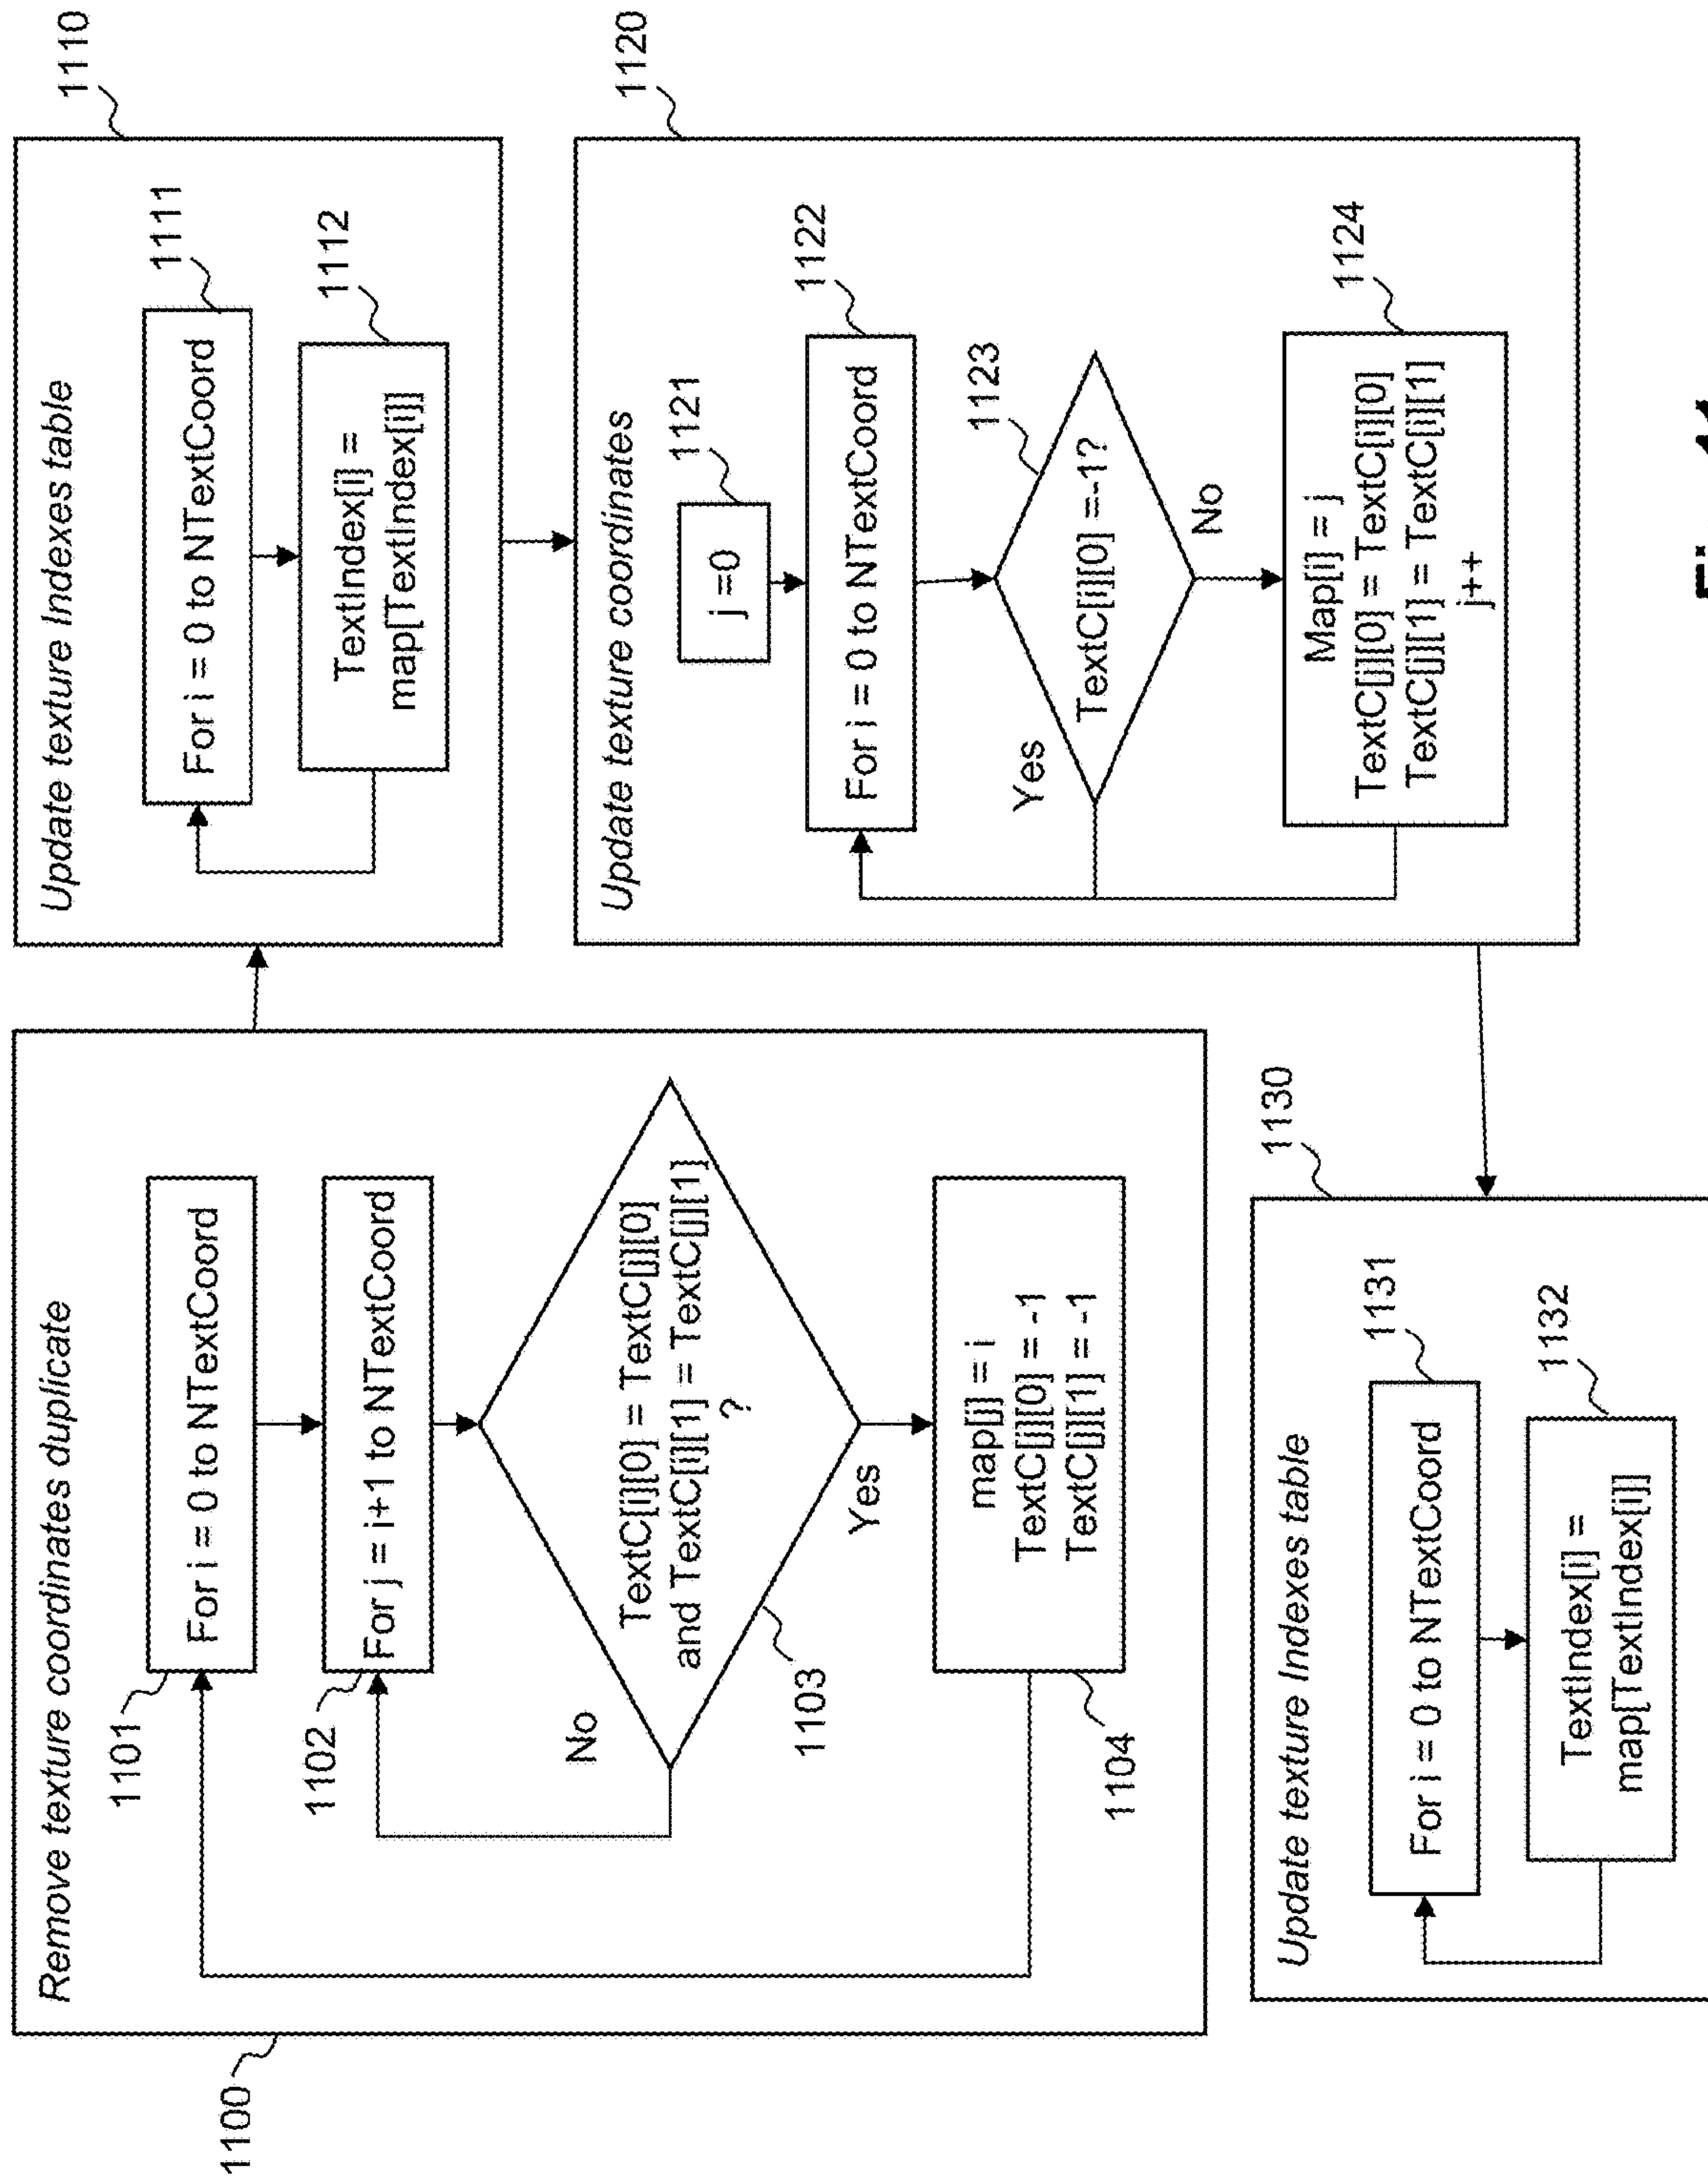 1100
Remove texture coordinates duplicate
1101
For i = 0 to NTextCoord
1102
For j = i+1 to NTextCoord
TextC[i][0] = TextC[j][0]
and TextC[i][1] = TextC[j][1]
?
No
1103
Yes
map[j] = i
TextC[j][0] = -1
TextC[j][1] = -1
1104
1110
Update texture Indexes table
1111
For i = 0 to NTextCoord
1112
TextIndex[i] =
map[TextIndex[i]]
1120
Update texture coordinates
1121
j =0
1122
For i = 0 to NTextCoord
1123
TextC[i][0] =-1?
Yes
No
1124
Map[i] = j
TextC[j][0] = TextC[i][0]
TextC[j][1] = TextC[i][1]
j++
1130
Update texture Indexes table
1131
For i = 0 to NTextCoord
1132
TextIndex[i] =
map[TextIndex[i]]